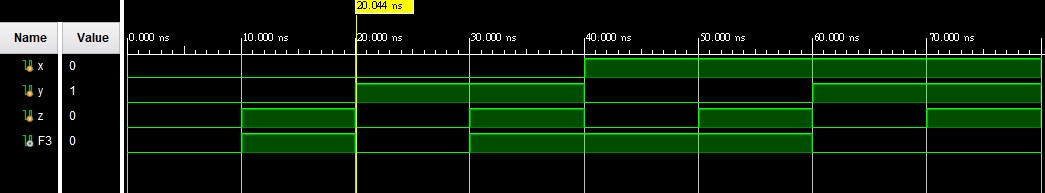 20.044 ns
Name Value 0.000 ns 10.000 ns 20.000 ns 30.000 ns 40.000 ns 50.000 ns 60.000 ns 70.000 ns
x 0
y 1
z 0
F3 0